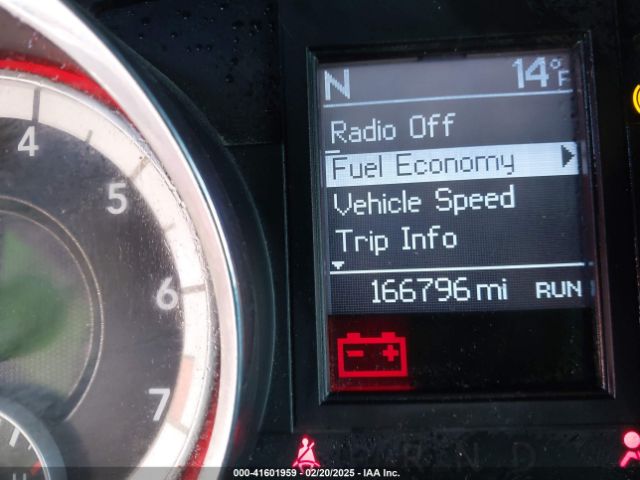 N 14°F
Radio Off
Fuel Economy
Vehicle Speed
Trip Info
166796 mi RUN
4
5
6
7
P R N D
00-41601959 - 02/20/2025 - IAA Inc.